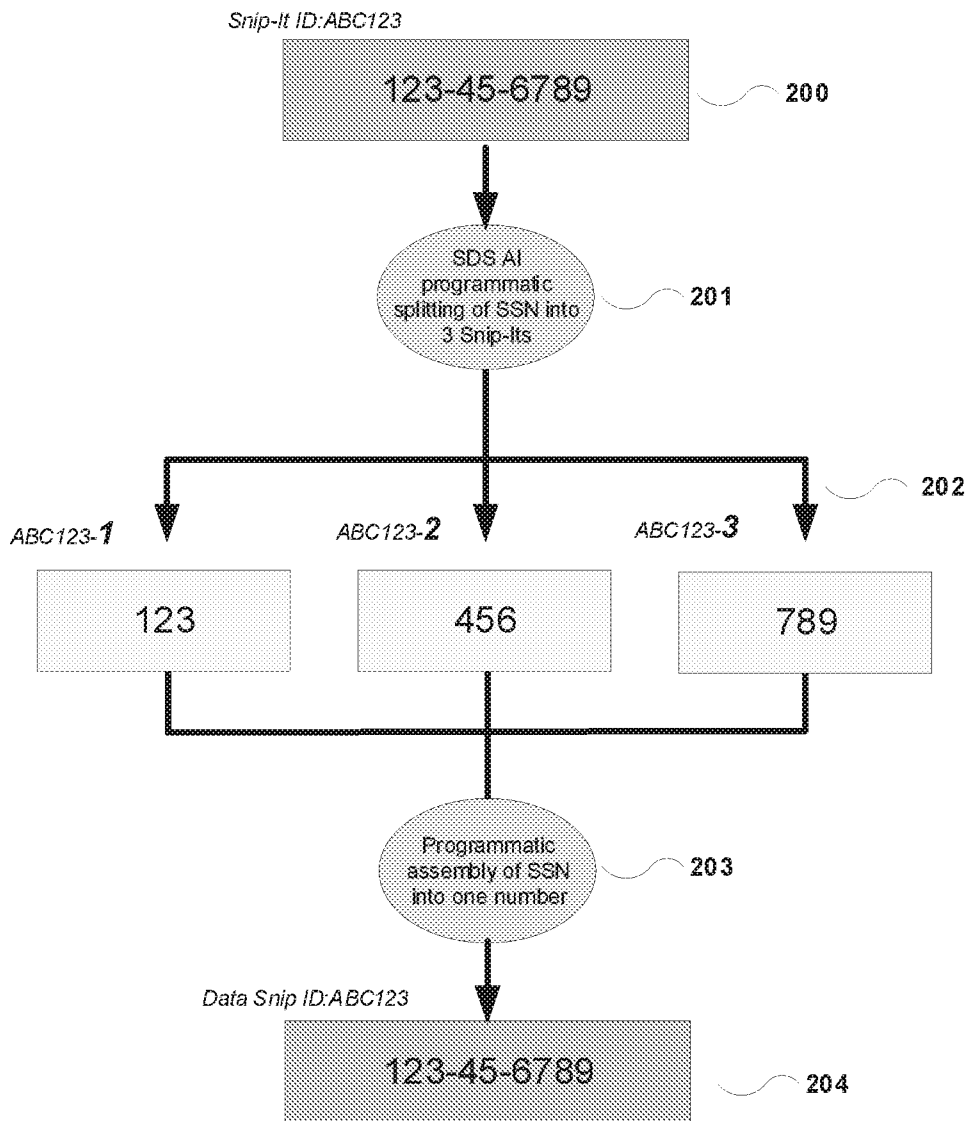 Snip-It ID:ABC123
123-45-6789
200
SDS AI
programmatic
splitting of SSN into
3 Snip-Its
201
202
ABC123-1
ABC123-2
ABC123-3
123
456
789
Programmatic
assembly of SSN
into one number
203
Data Snip ID:ABC123
123-45-6789
204